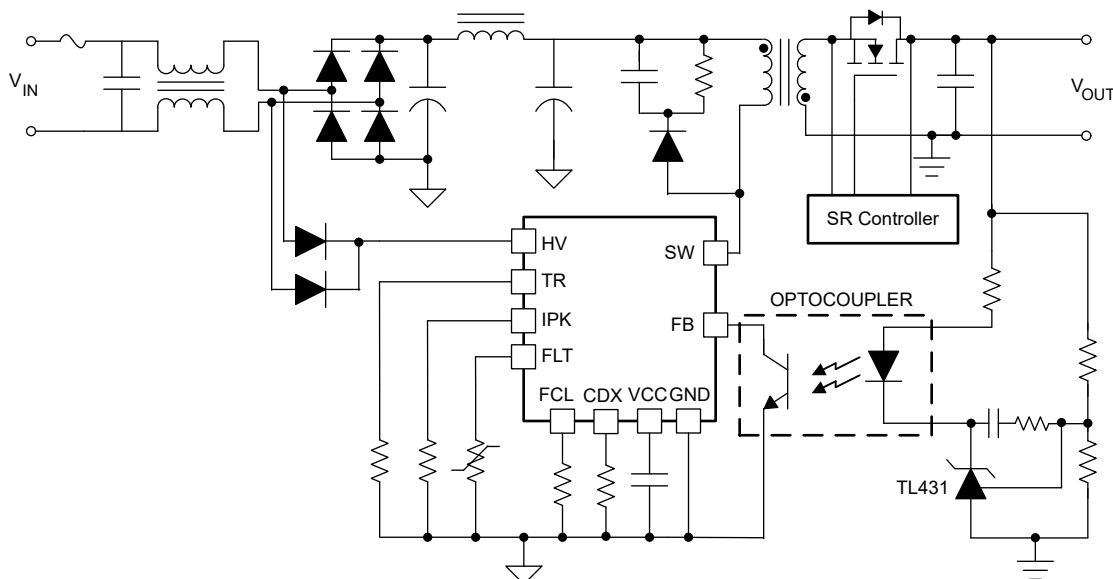 V_IN
V_OUT
SR Controller
HV
SW
TR
OPTOCOUPLER
IPK
FB
FLT
FCL
CDX
VCC
GND
TL431